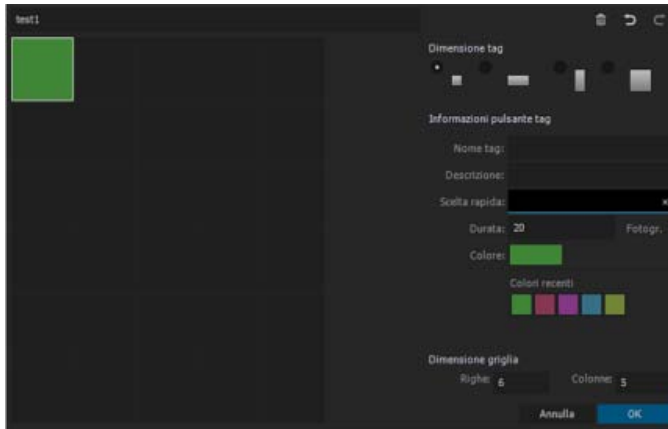 test1
Dimensione tag
Informazioni pulsante tag
Nome tag:
Descrizione:
Scelta rapida:
Durata: 20 Fotogr.
Colore:
Colori recenti
Dimensione griglia
Righe: 6 Colonne: 5
Annulla OK